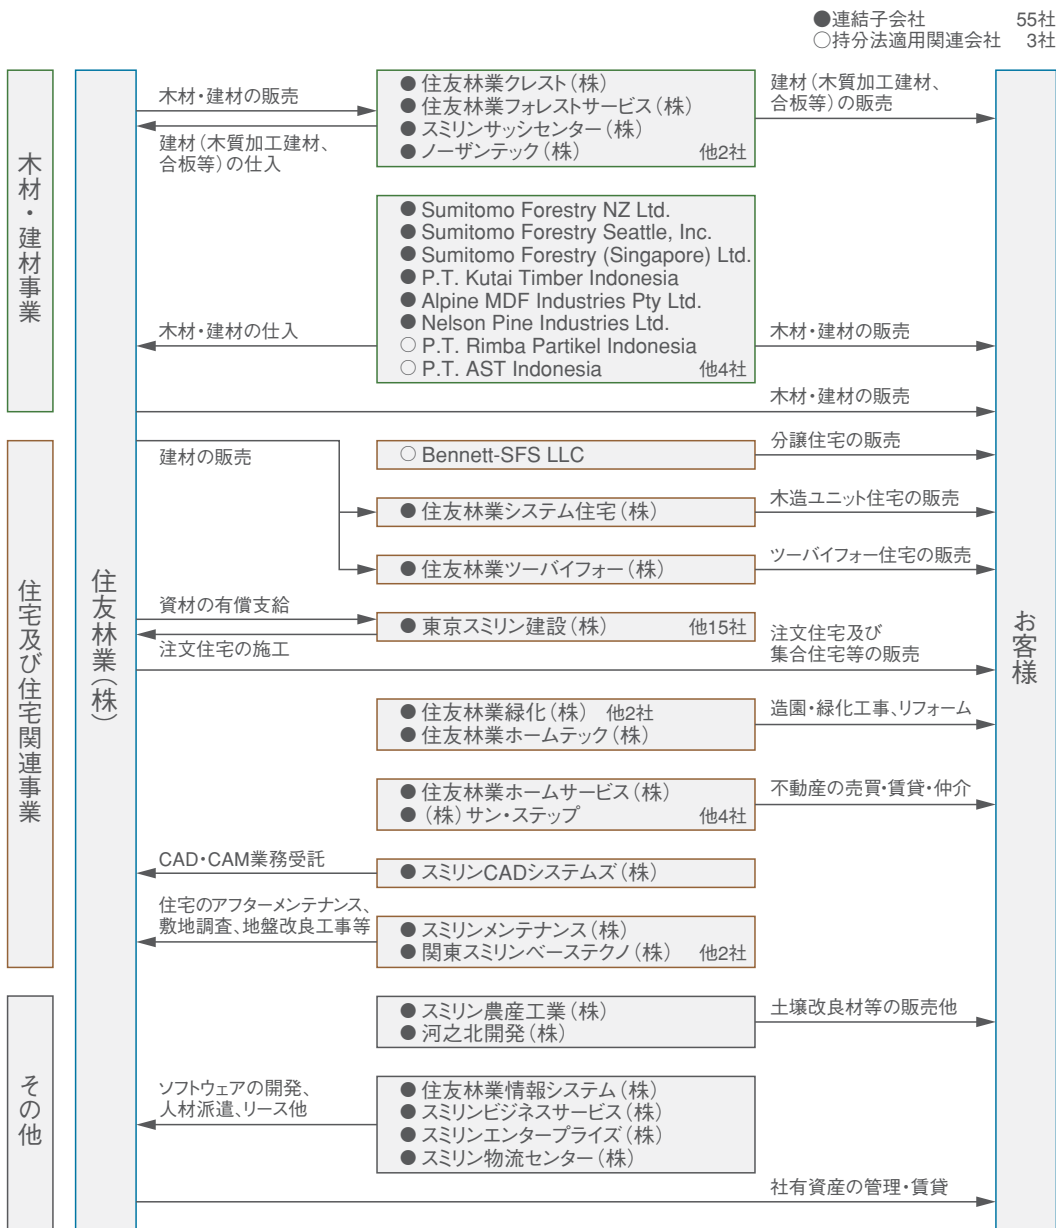 ●連結子会社 55社
○持分法適用関連会社 3社
木材・建材事業
住友林業(株)
お客様
木材・建材の販売
建材(木質加工建材、
合板等)の仕入
●住友林業クレスト(株)
●住友林業フォレストサービス(株)
●スミリンサッシセンター(株)
●ノーザンテック(株) 他2社
建材(木質加工建材、
合板等)の販売
●Sumitomo Forestry NZ Ltd.
●Sumitomo Forestry Seattle, Inc.
●Sumitomo Forestry (Singapore) Ltd.
●P.T. Kutai Timber Indonesia
●Alpine MDF Industries Pty Ltd.
●Nelson Pine Industries Ltd.
○P.T. Rimba Partikel Indonesia
○P.T. AST Indonesia 他4社
木材・建材の仕入
木材・建材の販売
木材・建材の販売
住宅及び住宅関連事業
建材の販売
○Bennett-SFS LLC
分譲住宅の販売
●住友林業システム住宅(株)
木造ユニット住宅の販売
●住友林業ツーバイフォー(株)
ツーバイフォー住宅の販売
資材の有償支給
注文住宅の施工
●東京スミリン建設(株) 他15社
注文住宅及び
集合住宅等の販売
●住友林業緑化(株) 他2社
●住友林業ホームテック(株)
造園・緑化工事、リフォーム
●住友林業ホームサービス(株)
●(株)サン・ステップ 他4社
不動産の売買・賃貸・仲介
CAD・CAM業務受託
●スミリンCADシステムズ(株)
住宅のアフターメンテナンス、
敷地調査、地盤改良工事等
●スミリンメンテナンス(株)
●関東スミリンベーステクノ(株) 他2社
その他
●スミリン農産工業(株)
●河之北開発(株)
土壌改良材等の販売他
ソフトウェアの開発、
人材派遣、リース他
●住友林業情報システム(株)
●スミリンビジネスサービス(株)
●スミリンエンタープライズ(株)
●スミリン物流センター(株)
社有資産の管理・賃貸